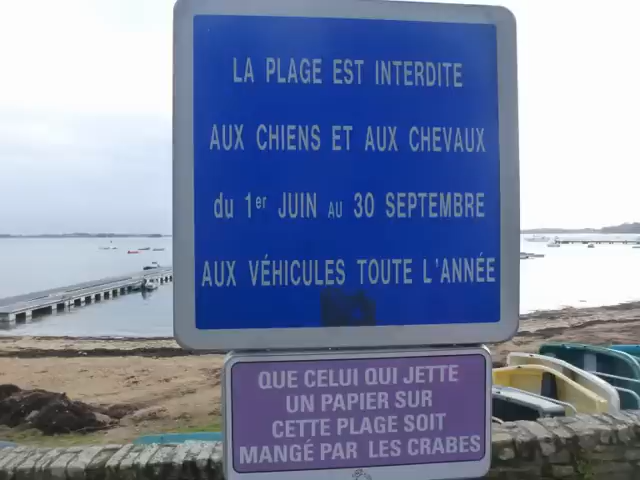 LA PLAGE EST INTERDITE
AUX CHIENS ET AUX CHEVAUX
du 1er JUIN AU 30 SEPTEMBRE
AUX VÉHICULES TOUTE L'ANNÉE
QUE CELUI QUI JETTE
UN PAPIER SUR
CETTE PLAGE SOIT
MANGÉ PAR LES CRABES